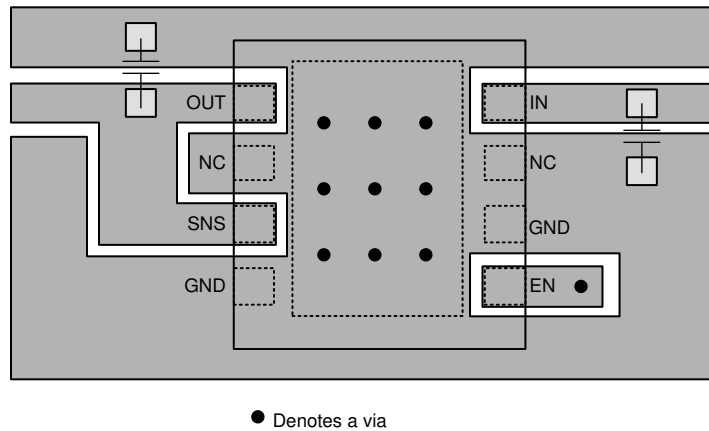 OUT
IN
NC
NC
SNS
GND
GND
EN
Denotes a via